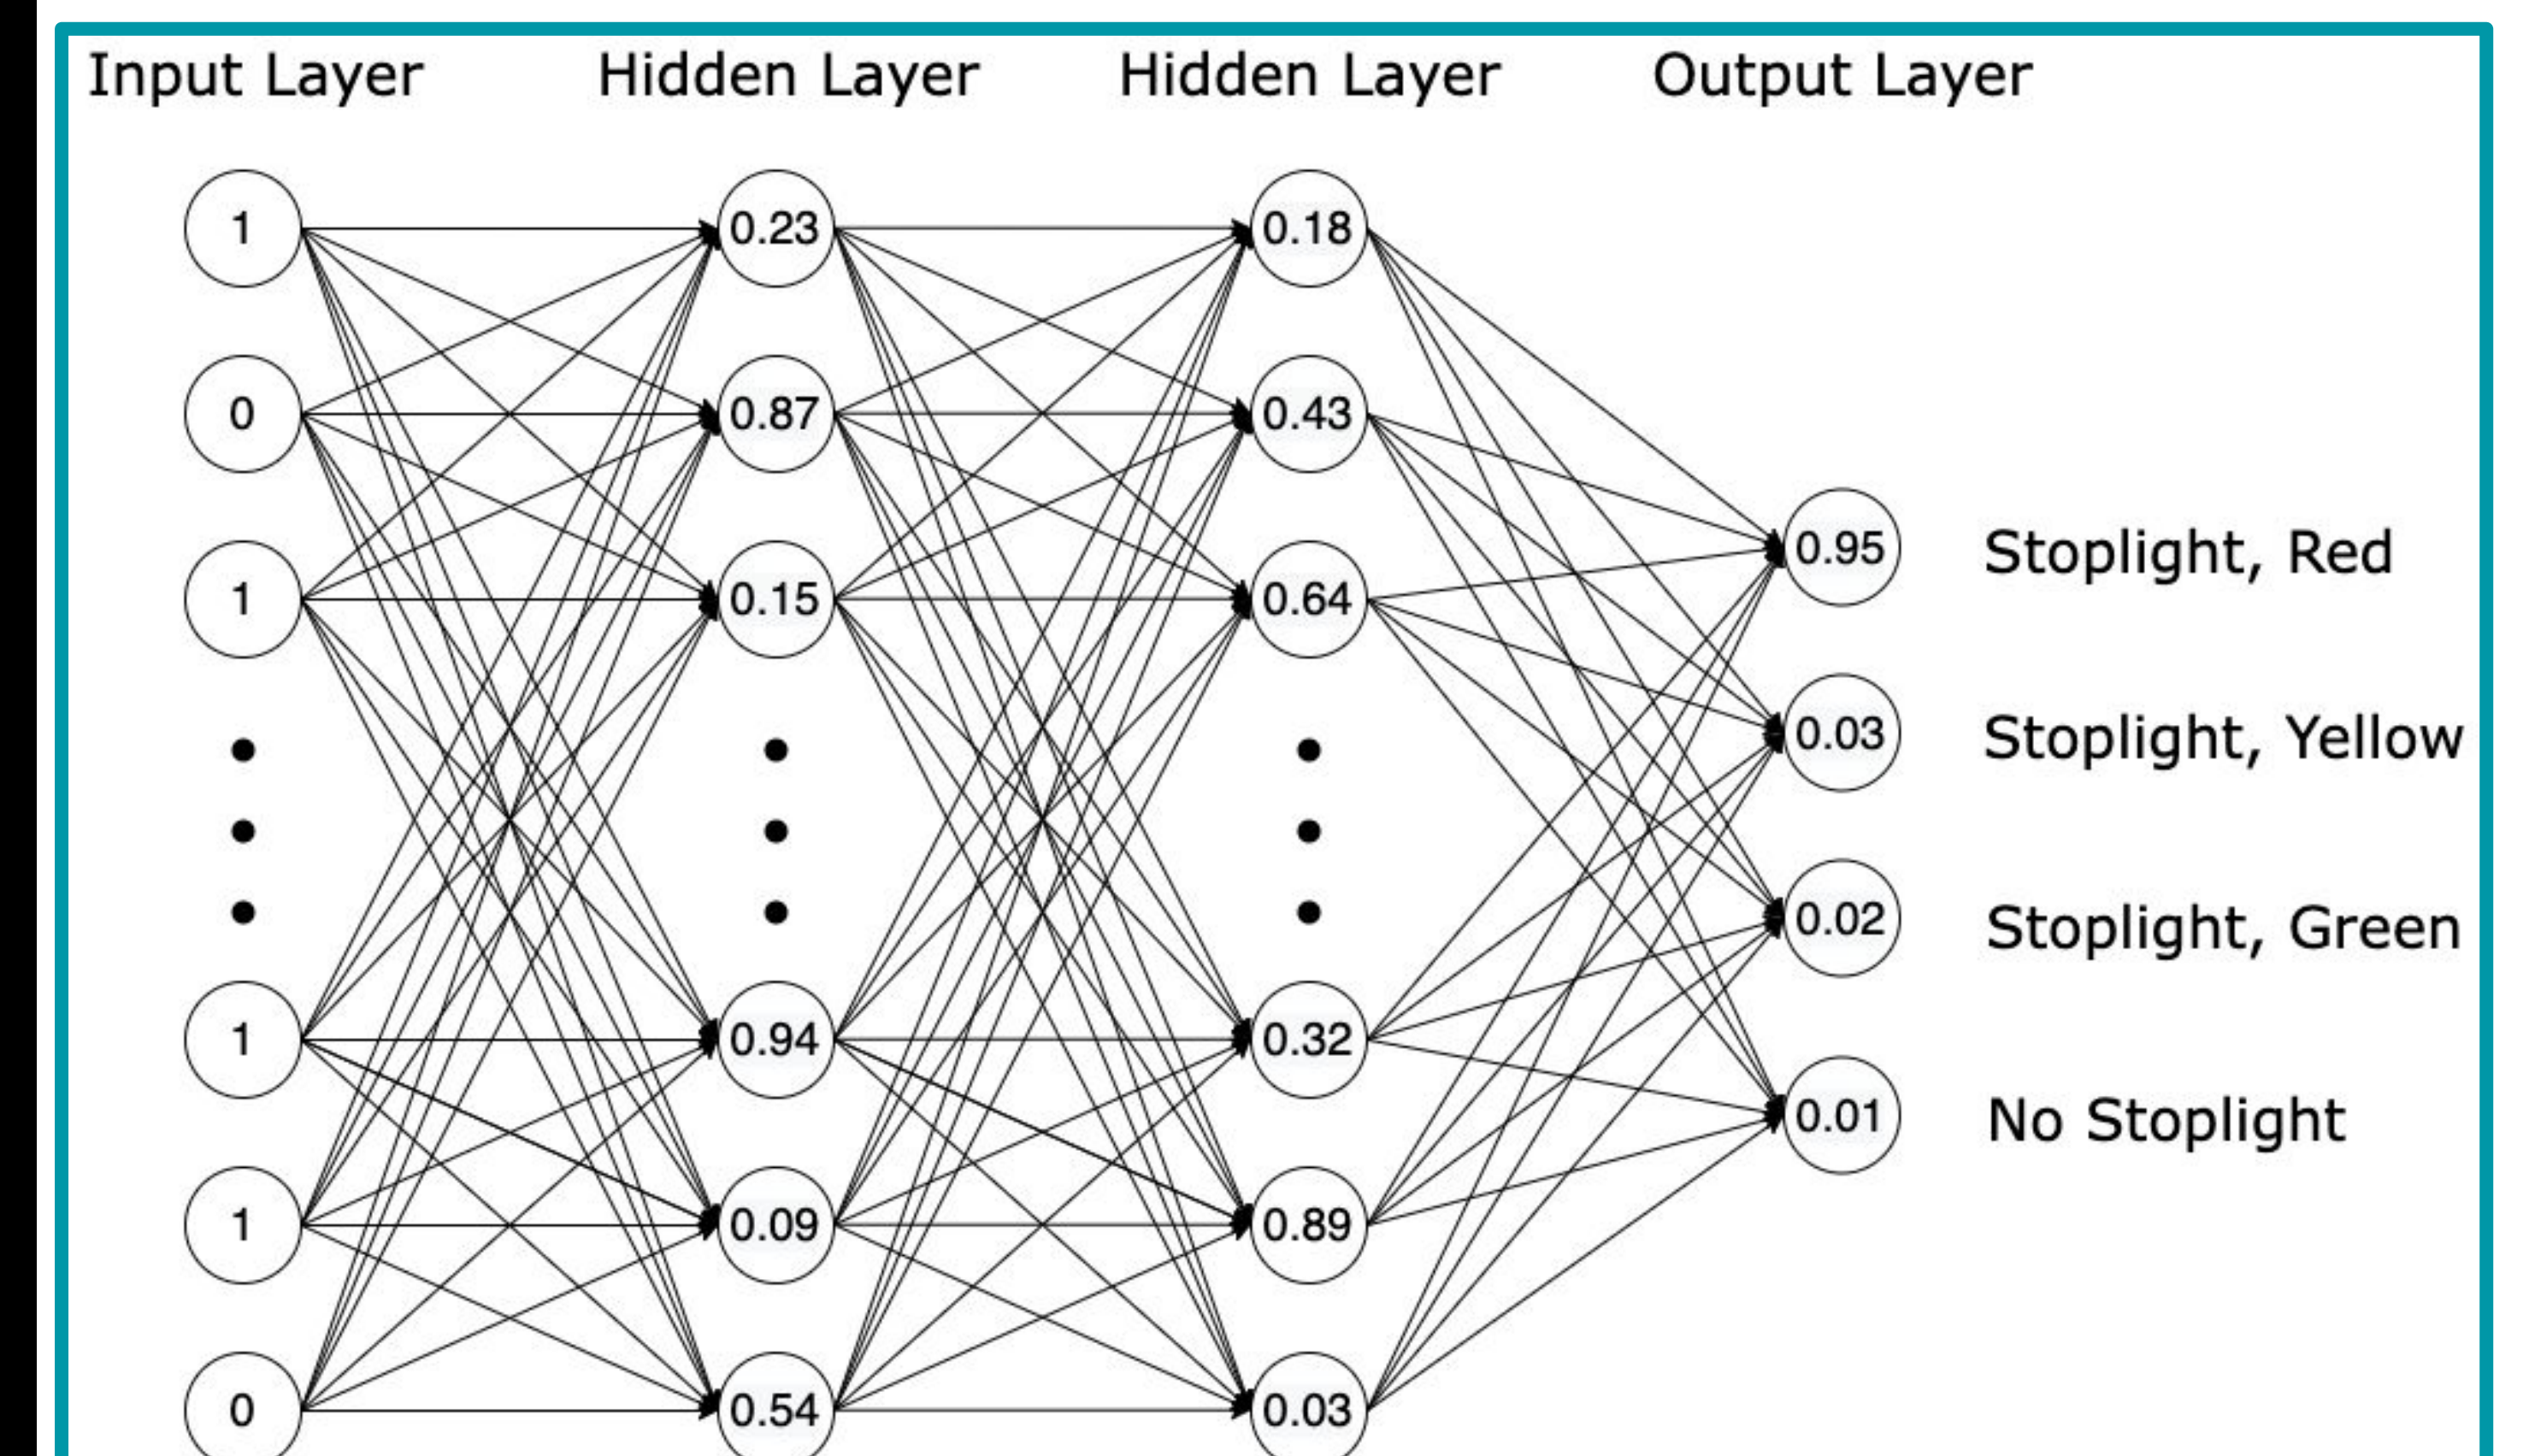 Input Layer Hidden Layer Hidden Layer Output Layer
1 0.23 0.18
0 0.87 0.43
1 0.15 0.64
0.95 Stoplight, Red
0.03 Stoplight, Yellow
0.02 Stoplight, Green
1 0.94 0.32
0.01 No Stoplight
1 0.09 0.89
0 0.54 0.03